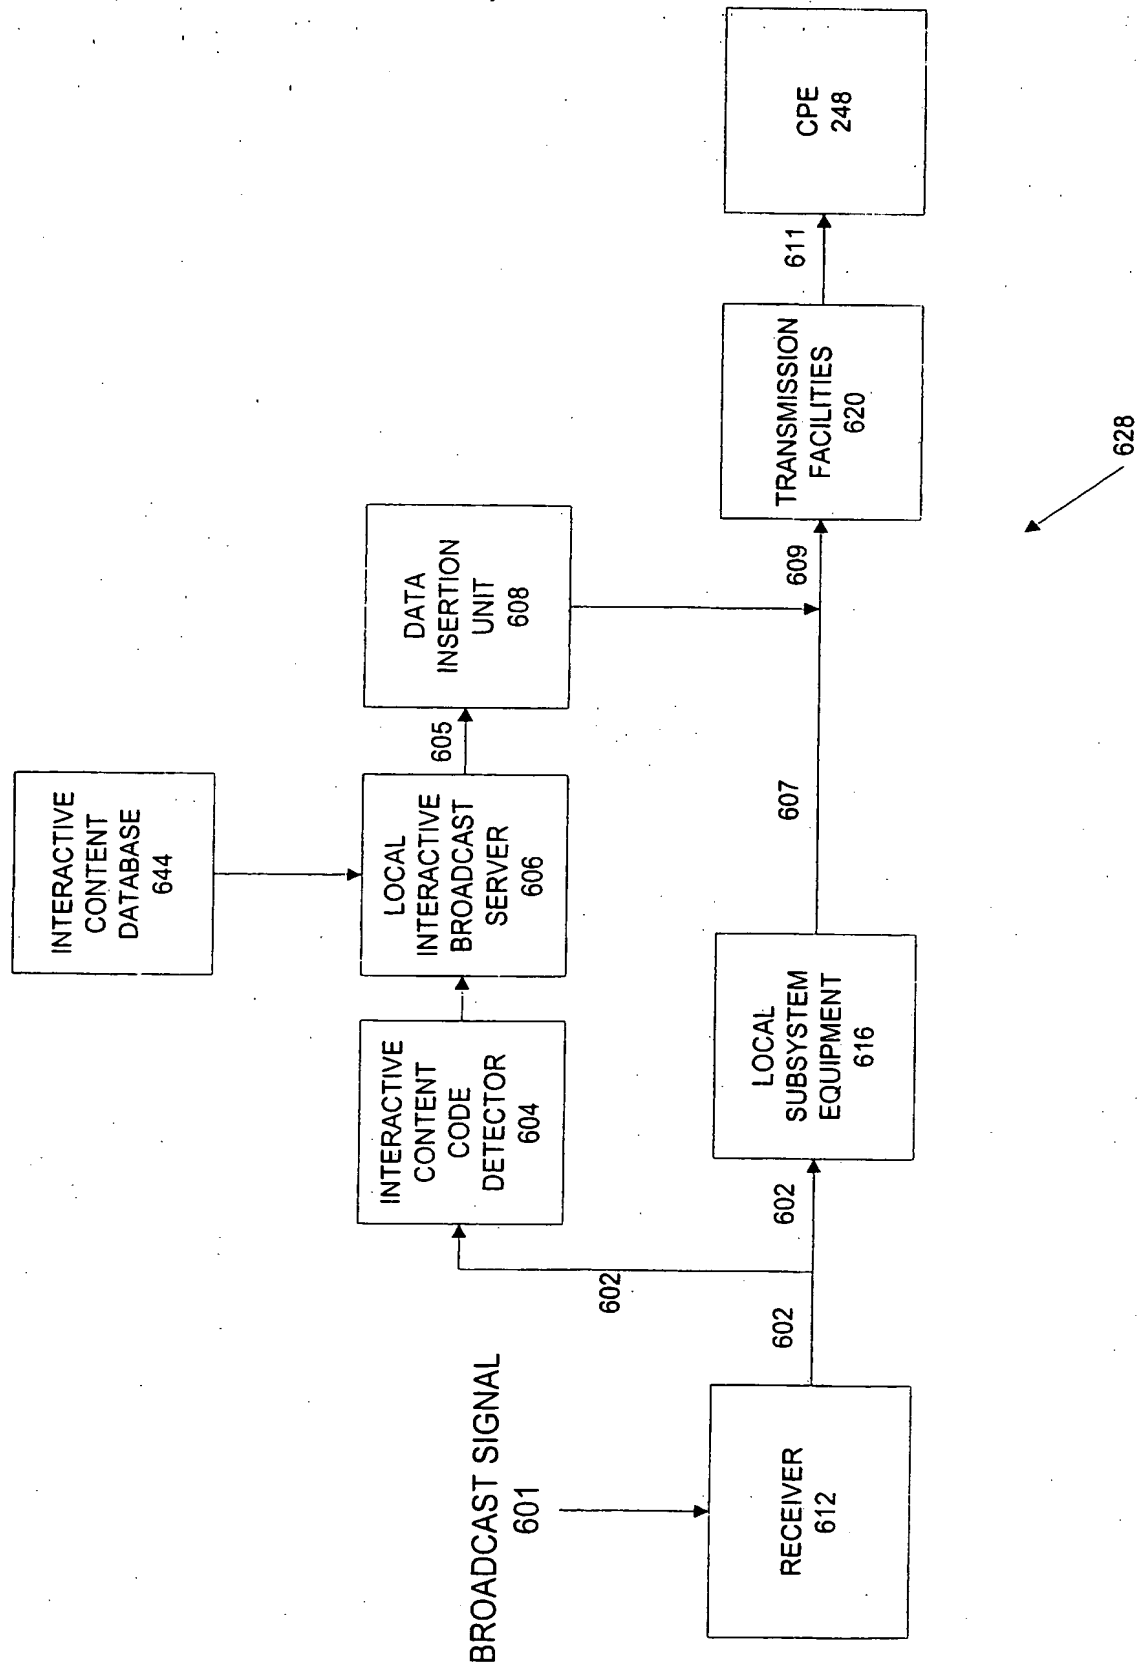 INTERACTIVE
CONTENT
DATABASE
644
INTERACTIVE
CONTENT
CODE
DETECTOR
604
LOCAL
INTERACTIVE
BROADCAST
SERVER
606
605
DATA
INSERTION
UNIT
608
BROADCAST SIGNAL
601
602
RECEIVER
612
602
602
LOCAL
SUBSYSTEM
EQUIPMENT
616
607
609
TRANSMISSION
FACILITIES
620
611
CPE
248
628